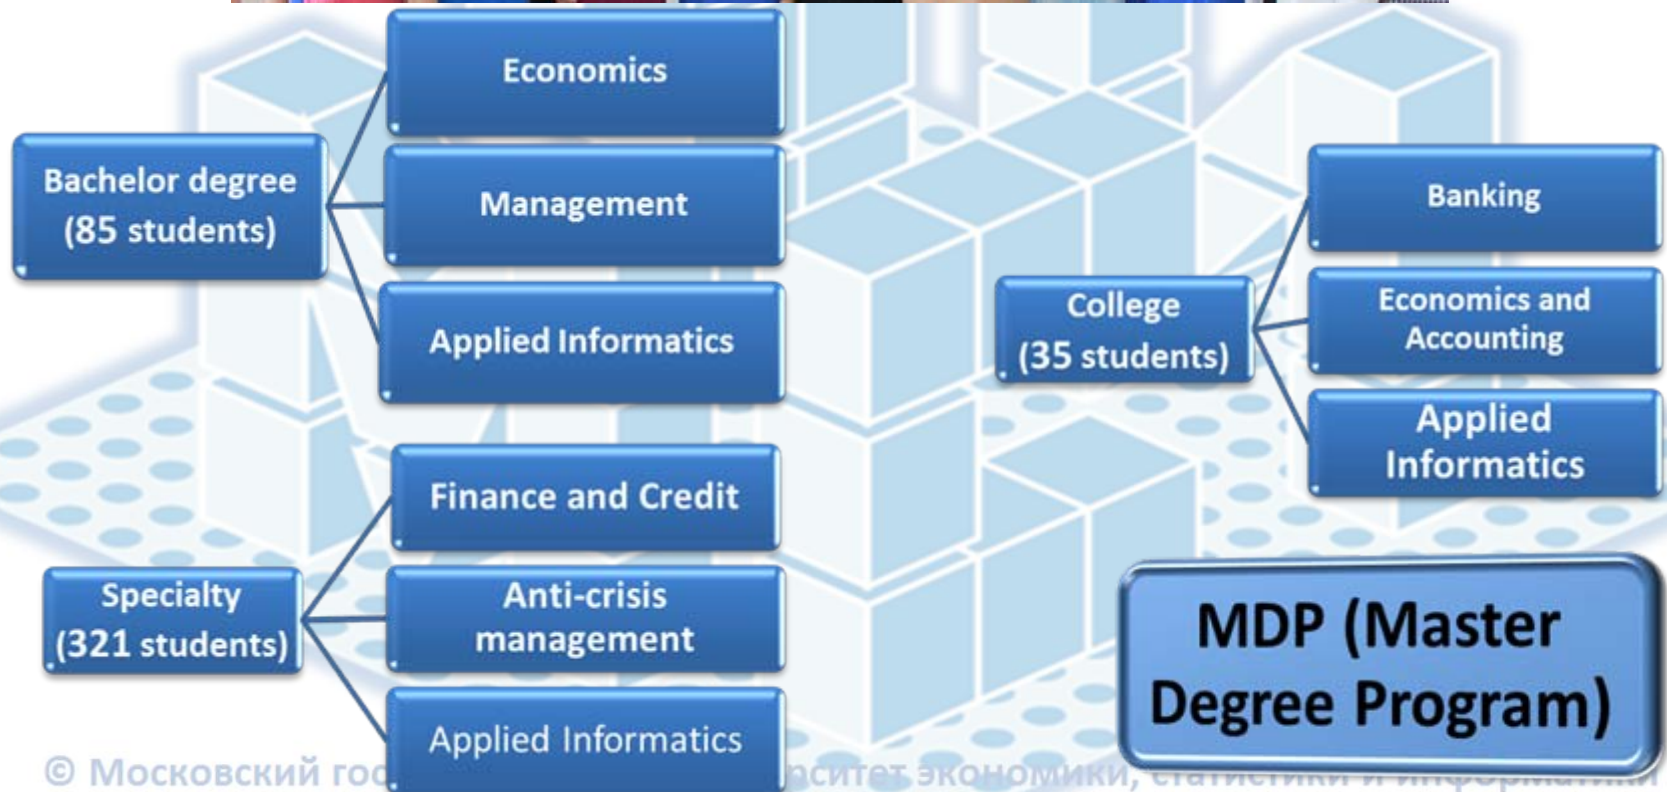 Bachelor degree
(85 students)
Economics
Management
Applied Informatics
Specialty
(321 students)
Finance and Credit
Anti-crisis
management
Applied Informatics
College
(35 students)
Banking
Economics and
Accounting
Applied
Informatics
MDP (Master
Degree Program)
© Московский экономики, статистики и информатики